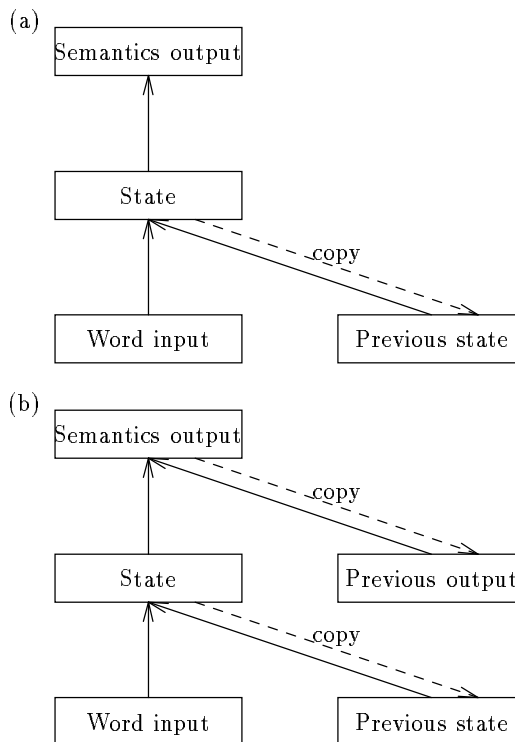 (a)
Semantics output
State
copy
Word input
Previous state
(b)
Semantics output
copy
State
Previous output
copy
Word input
Previous state